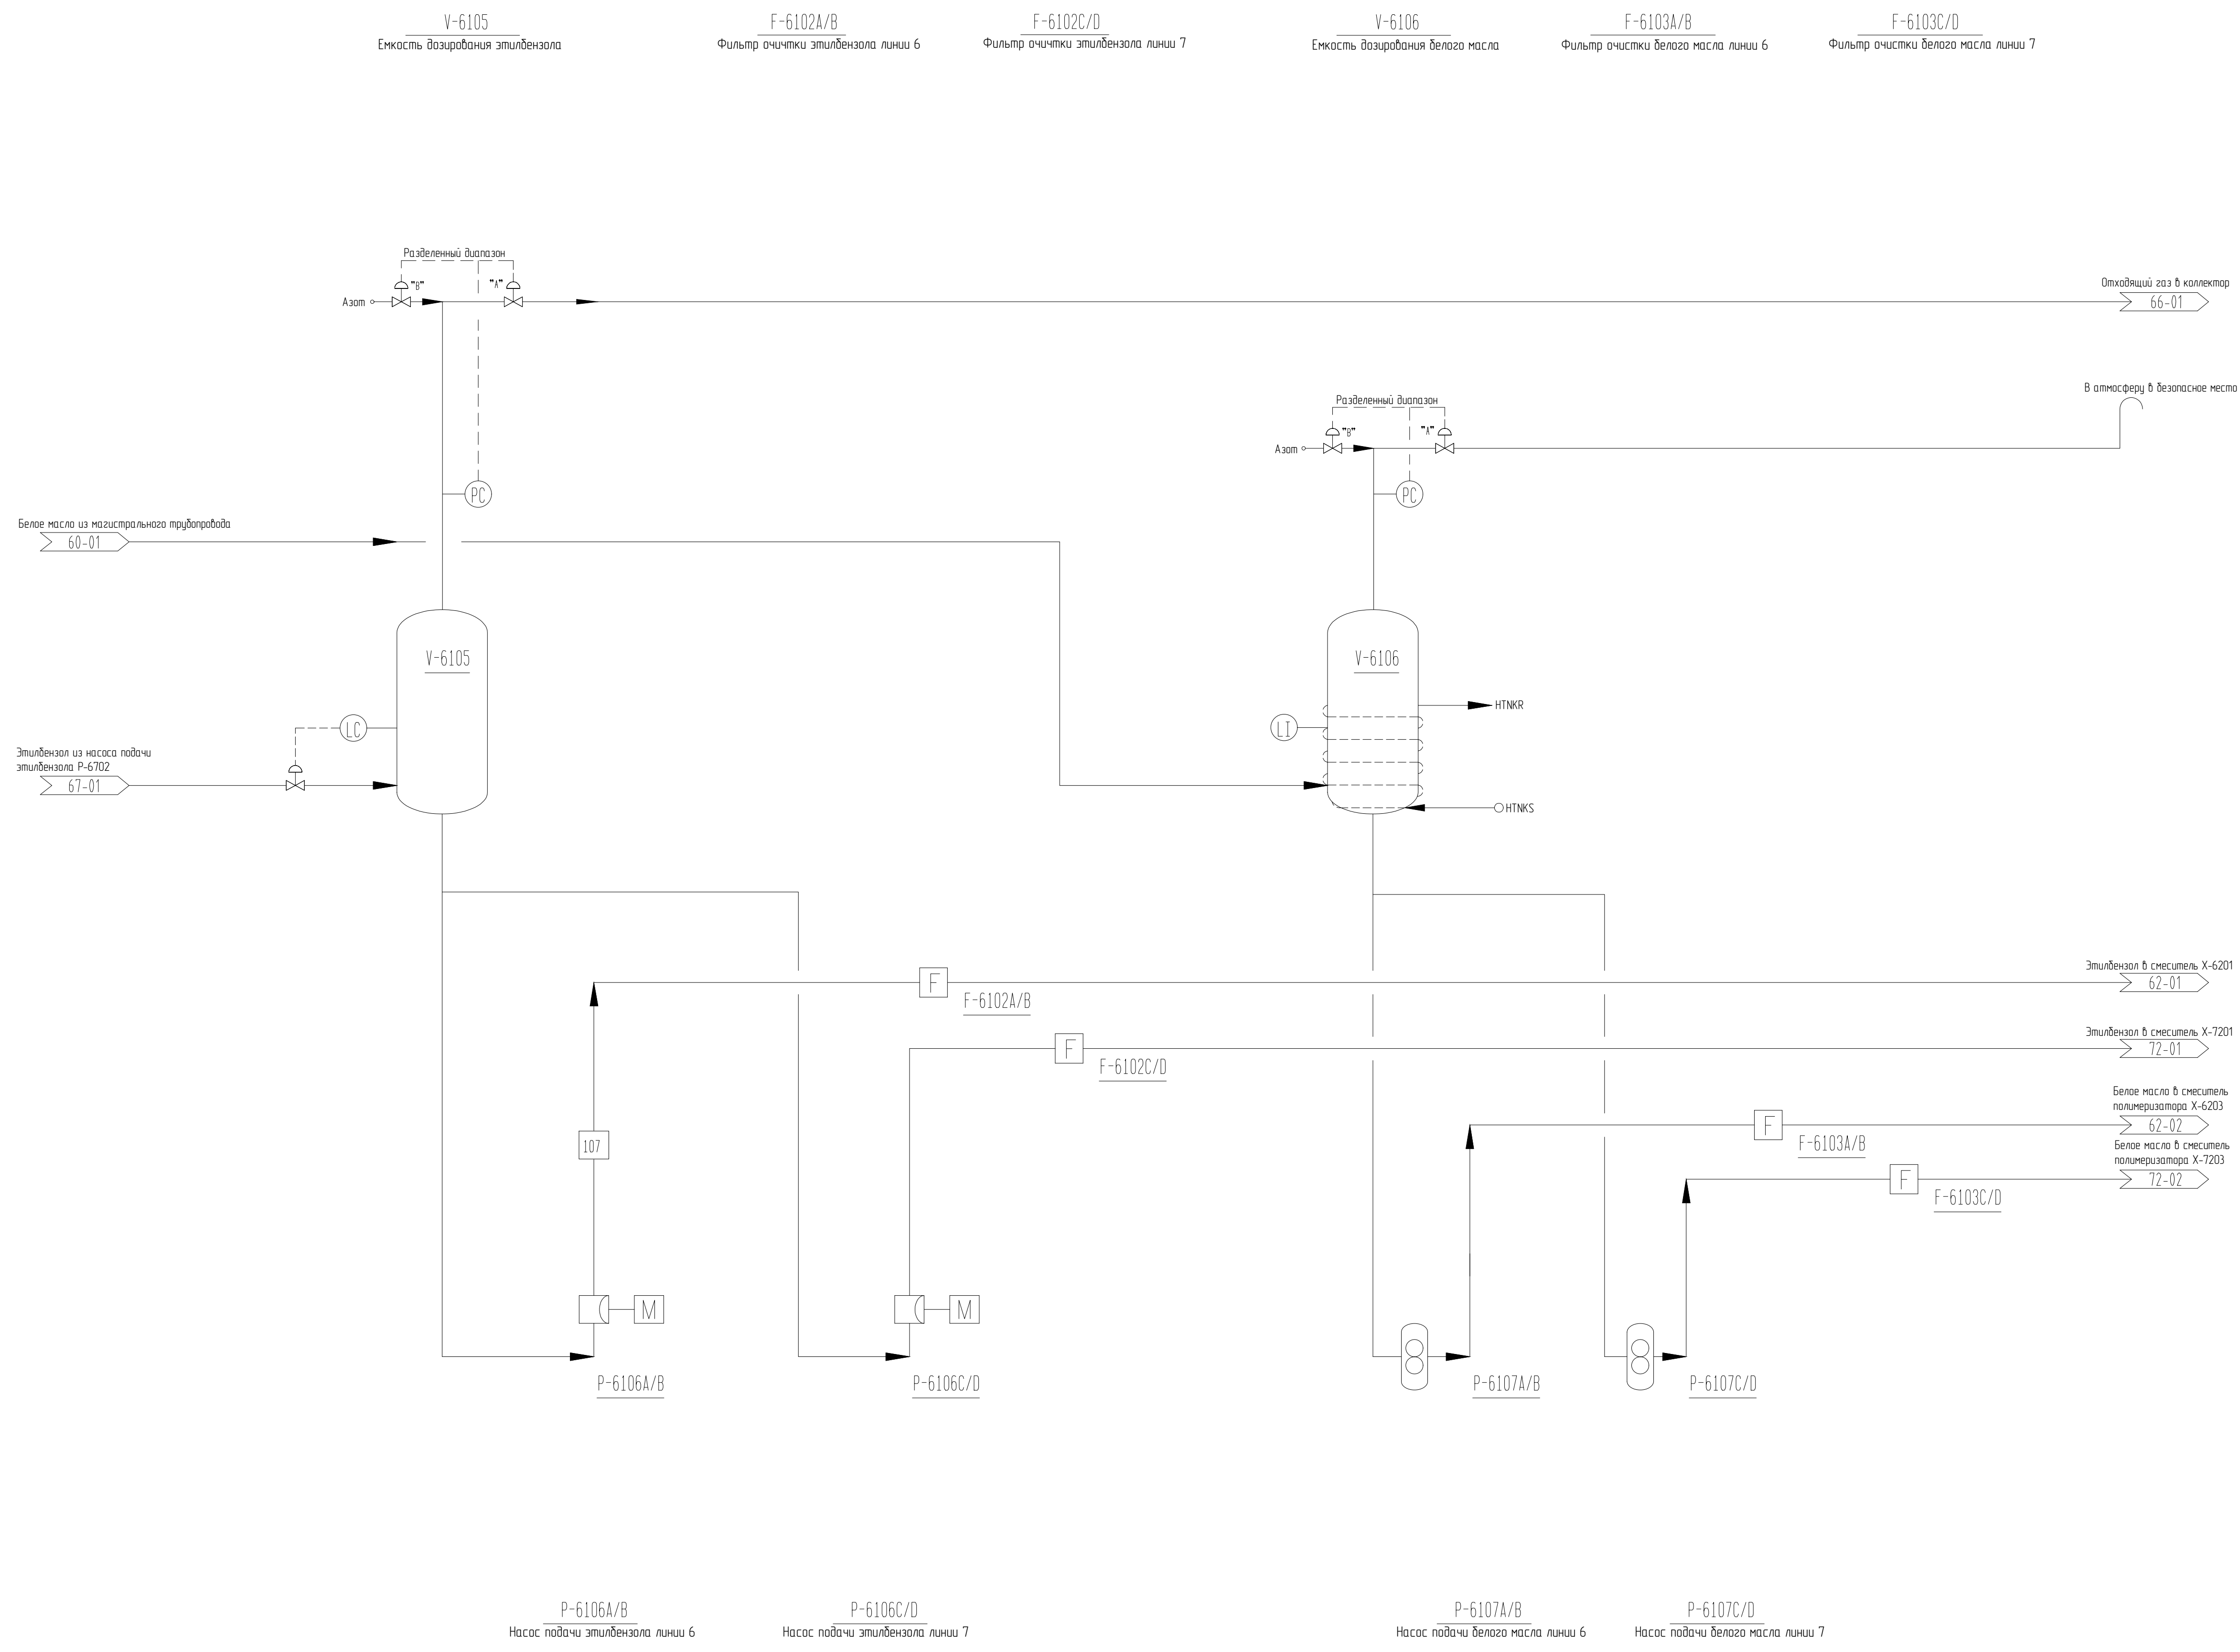 V-6105
Емкость дозирования этилбензола
F-6102A/B
Фильтр очичтки этилбензола линии 6
F-6102C/D
Фильтр очичтки этилбензола линии 7
V-6106
Емкость дозирования белого масла
F-6103A/B
Фильтр очистки белого масла линии 6
F-6103C/D
Фильтр очистки белого масла линии 7
Разделенный диапазон
"B"
"A"
Азот
Отходящий газ в коллектор
66-01
В атмосферу в безопасное место
Разделенный диапазон
"B"
"A"
Азот
PC
PC
Белое масло из магистрального трубопровода
60-01
V-6105
V-6106
HTNKR
LC
LI
Этилбензол из насоса подачи
этилбензола P-6702
67-01
HTNKS
Этилбензол в смеситель X-6201
62-01
F
F-6102A/B
Этилбензол в смеситель X-7201
72-01
F
F-6102C/D
Белое масло в смеситель
полимеризатора X-6203
62-02
F
F-6103A/B
107
Белое масло в смеситель
полимеризатора X-7203
72-02
F
F-6103C/D
M
M
P-6106A/B
P-6106C/D
P-6107A/B
P-6107C/D
P-6106A/B
Насос подачи этилбензола линии 6
P-6106C/D
Насос подачи этилбензола линии 7
P-6107A/B
Насос подачи белого масла линии 6
P-6107C/D
Насос подачи белого масла линии 7